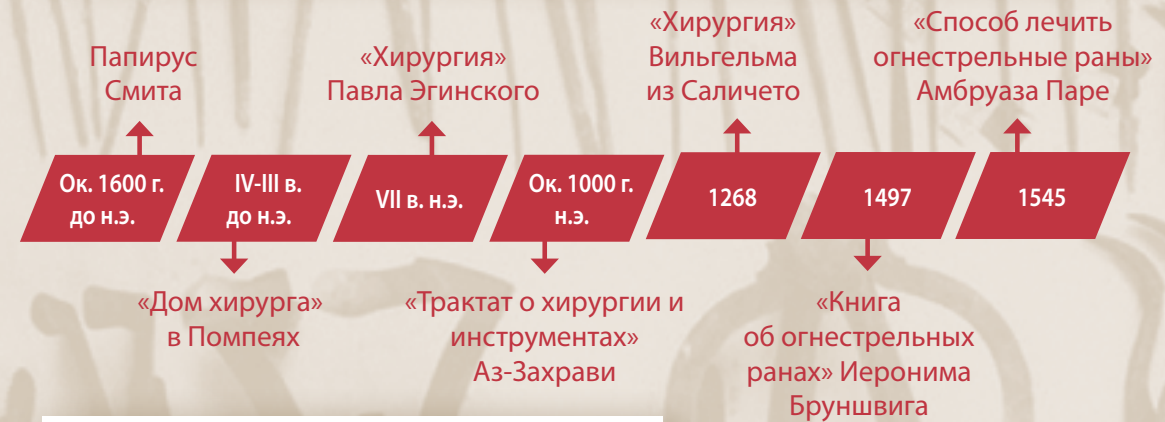 Папирус
Смита
«Хирургия»
Павла Эгинского
«Хирургия»
Вильгельма
из Саличето
«Способ лечить
огнестрельные раны»
Амбруаза Паре
Ок. 1600 г.
до н.э.
IV-III в.
до н.э.
VII в. н.э.
Ок. 1000 г.
н.э.
1268
1497
1545
«Дом хирурга»
в Помпеях
«Трактат о хирургии и
инструментах»
Аз-Захрави
«Книга
об огнестрельных
ранах» Иеронима
Бруншвига